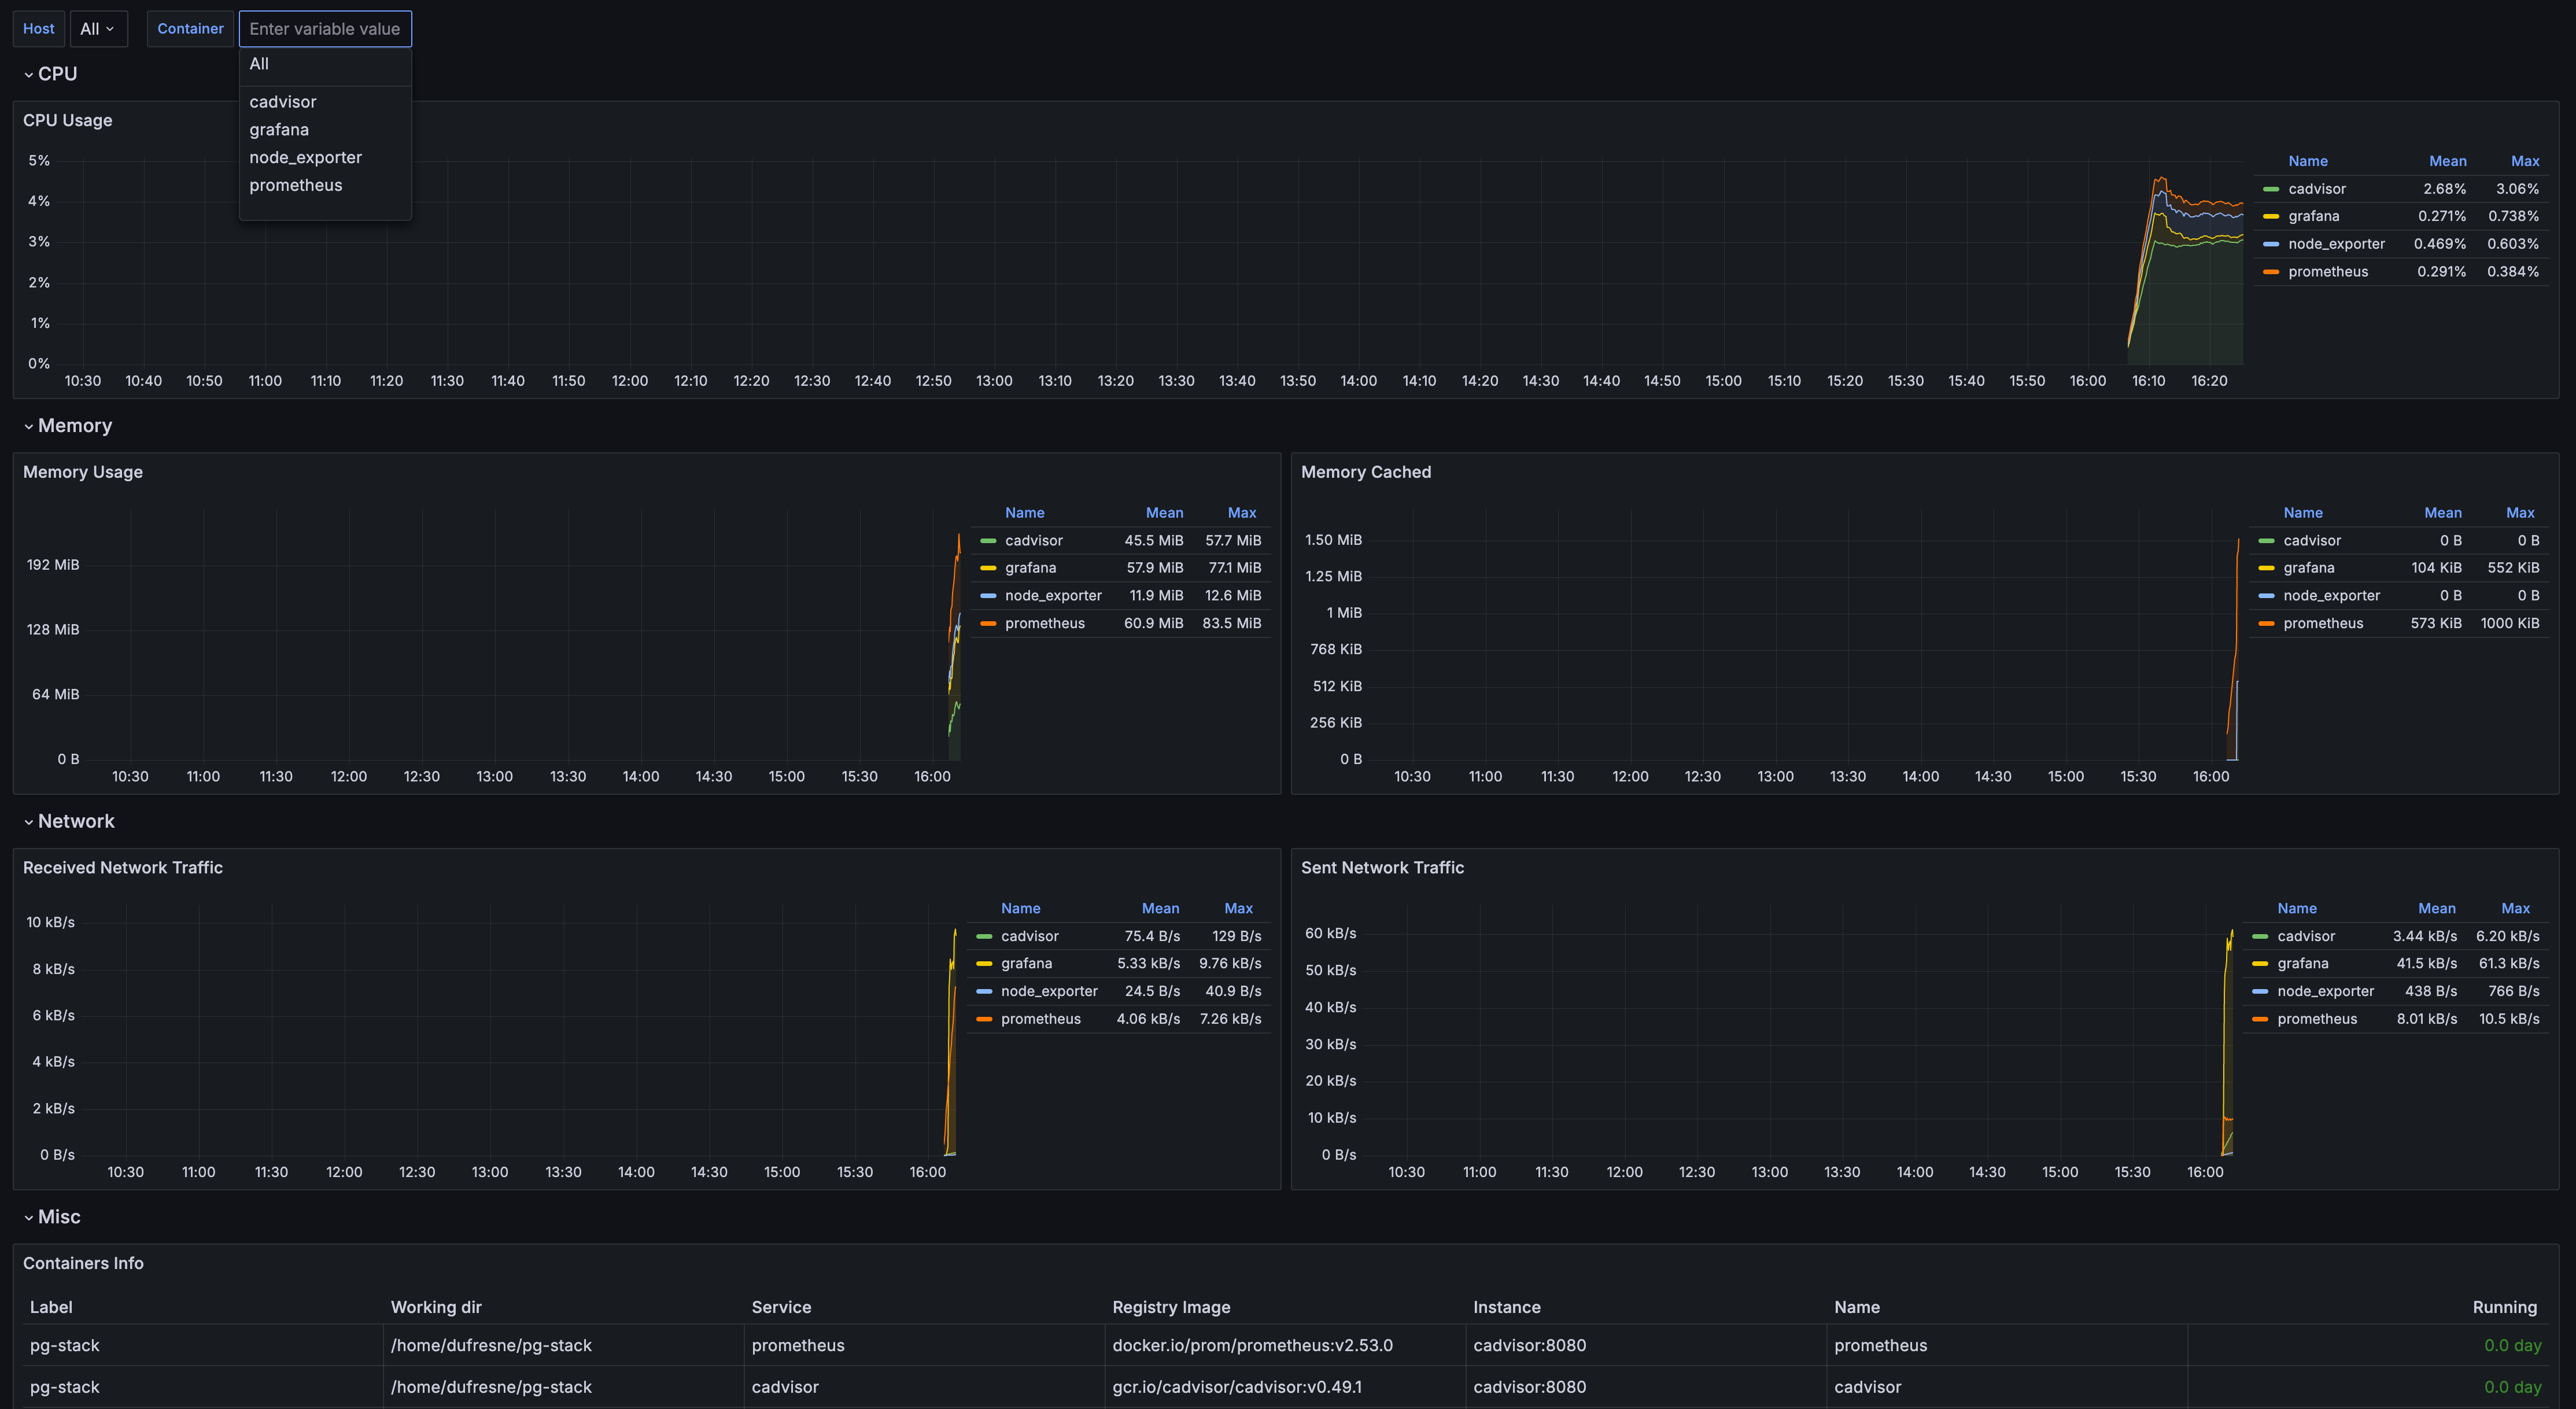 Host All Container Enter variable value
All
cadvisor
grafana
node_exporter
prometheus
CPU
CPU Usage
5%
4%
3%
2%
1%
0%
10:30 10:40 10:50 11:00 11:10 11:20 11:30 11:40 11:50 12:00 12:10 12:20 12:30 12:40 12:50 13:00 13:10 13:20 13:30 13:40 13:50 14:00 14:10 14:20 14:30 14:40 14:50 15:00 15:10 15:20 15:30 15:40 15:50 16:00 16:10 16:20
Name Mean Max
cadvisor 2.68% 3.06%
grafana 0.271% 0.738%
node_exporter 0.469% 0.603%
prometheus 0.291% 0.384%
Memory
Memory Usage
192 MiB
128 MiB
64 MiB
0 B
10:30 11:00 11:30 12:00 12:30 13:00 13:30 14:00 14:30 15:00 15:30 16:00
Name Mean Max
cadvisor 45.5 MiB 57.7 MiB
grafana 57.9 MiB 77.1 MiB
node_exporter 11.9 MiB 12.6 MiB
prometheus 60.9 MiB 83.5 MiB
Memory Cached
1.50 MiB
1.25 MiB
1 MiB
768 KiB
512 KiB
256 KiB
0 B
10:30 11:00 11:30 12:00 12:30 13:00 13:30 14:00 14:30 15:00 15:30 16:00
Name Mean Max
cadvisor 0 B 0 B
grafana 104 KiB 552 KiB
node_exporter 0 B 0 B
prometheus 573 KiB 1000 KiB
Network
Received Network Traffic
10 kB/s
8 kB/s
6 kB/s
4 kB/s
2 kB/s
0 B/s
10:30 11:00 11:30 12:00 12:30 13:00 13:30 14:00 14:30 15:00 15:30 16:00
Name Mean Max
cadvisor 75.4 B/s 129 B/s
grafana 5.33 kB/s 9.76 kB/s
node_exporter 24.5 B/s 40.9 B/s
prometheus 4.06 kB/s 7.26 kB/s
Sent Network Traffic
60 kB/s
50 kB/s
40 kB/s
30 kB/s
20 kB/s
10 kB/s
0 B/s
10:30 11:00 11:30 12:00 12:30 13:00 13:30 14:00 14:30 15:00 15:30 16:00
Name Mean Max
cadvisor 3.44 kB/s 6.20 kB/s
grafana 41.5 kB/s 61.3 kB/s
node_exporter 438 B/s 766 B/s
prometheus 8.01 kB/s 10.5 kB/s
Misc
Containers Info
Label Working dir Service Registry Image Instance Name Running
pg-stack /home/dufresne/pg-stack prometheus docker.io/prom/prometheus:v2.53.0 cadvisor:8080 prometheus 0.0 day
pg-stack /home/dufresne/pg-stack cadvisor gcr.io/cadvisor/cadvisor:v0.49.1 cadvisor:8080 cadvisor 0.0 day